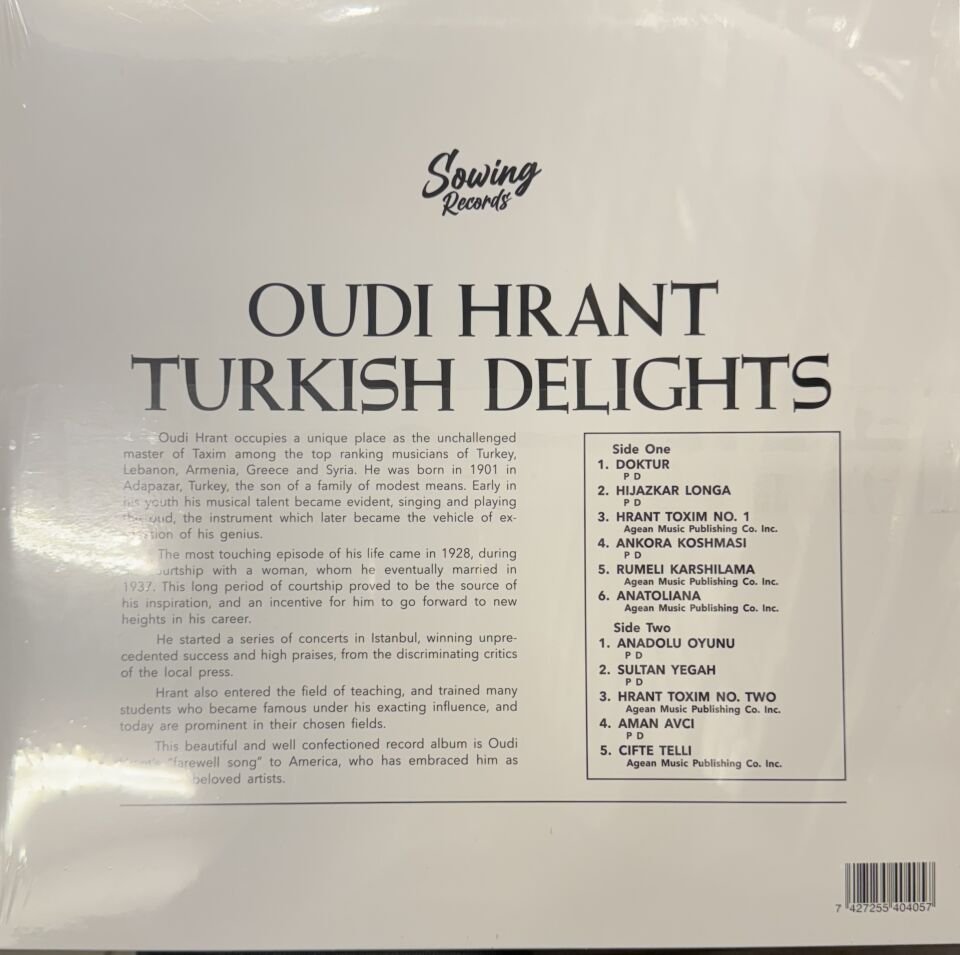 Sowing
Records
OUDI HRANT
TURKISH DELIGHTS
Oudi Hrant occupies a unique place as the unchallenged
master of Taxim among the top ranking musicians of Turkey,
Lebanon, Armenia, Greece and Syria. He was born in 1901 in
Adapazar, Turkey, the son of a family of modest means. Early in
his youth his musical talent became evident, singing and playing
the oud, the instrument which later became the vehicle of ex-
of his genius.
The most touching episode of his life came in 1928, during
with a woman, whom he eventually married in
1937. This long period of courtship proved to be the source of
his inspiration, and an incentive for him to go forward to new
heights in his career.
He started a series of concerts in Istanbul, winning unpre-
cedented success and high praises, from the discriminating critics
of the local press.
Hrant also entered the field of teaching, and trained many
students who became famous under his exacting influence, and
today are prominent in their chosen fields.
This beautiful and well confectioned record album is Oudi
"farewell song" to America, who has embraced him as
beloved artists.
Side One
1. DOKTUR
P D
2. HIJAZKAR LONGA
P D
3. HRANT TOXIM NO. 1
Agean Music Publishing Co. Inc.
4. ANKORA KOSHMASI
P D
5. RUMELI KARSHILAMA
Agean Music Publishing Co. Inc.
6. ANATOLIANA
Agean Music Publishing Co. Inc.
Side Two
1. ANADOLU OYUNU
P D
2. SULTAN YEGAH
P D
3. HRANT TOXIM NO. TWO
Agean Music Publishing Co. Inc.
4. AMAN AVCI
P D
5. CIFTE TELLI
Agean Music Publishing Co. Inc.
7 427255 404057